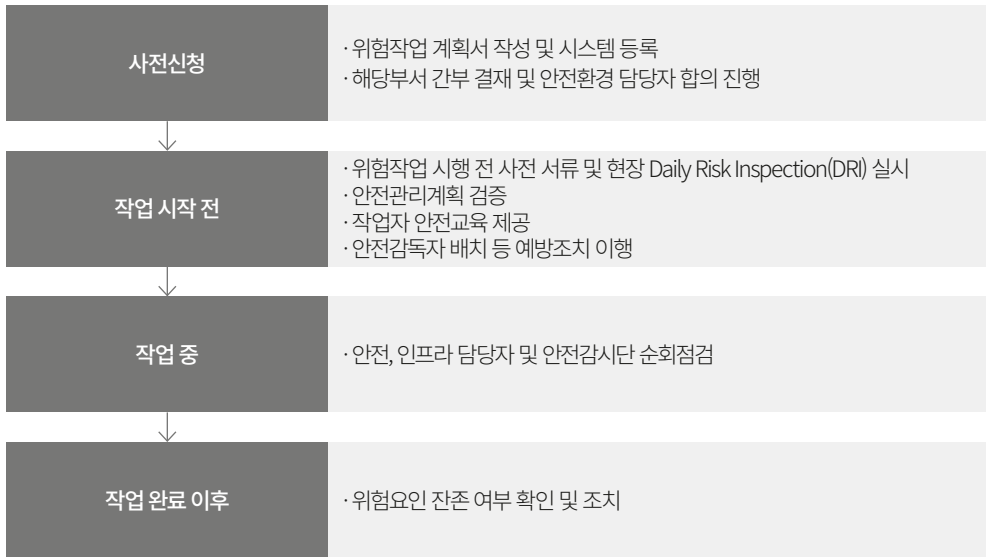 사전신청
· 위험작업 계획서 작성 및 시스템 등록
· 해당부서 간부 결재 및 안전환경 담당자 합의 진행
작업 시작 전
· 위험작업 시행 전 사전 서류 및 현장 Daily Risk Inspection(DRI) 실시
· 안전관리계획 검증
· 작업자 안전교육 제공
· 안전감독자 배치 등 예방조치 이행
작업 중
· 안전, 인프라 담당자 및 안전감시단 순회점검
작업 완료 이후
· 위험요인 잔존 여부 확인 및 조치